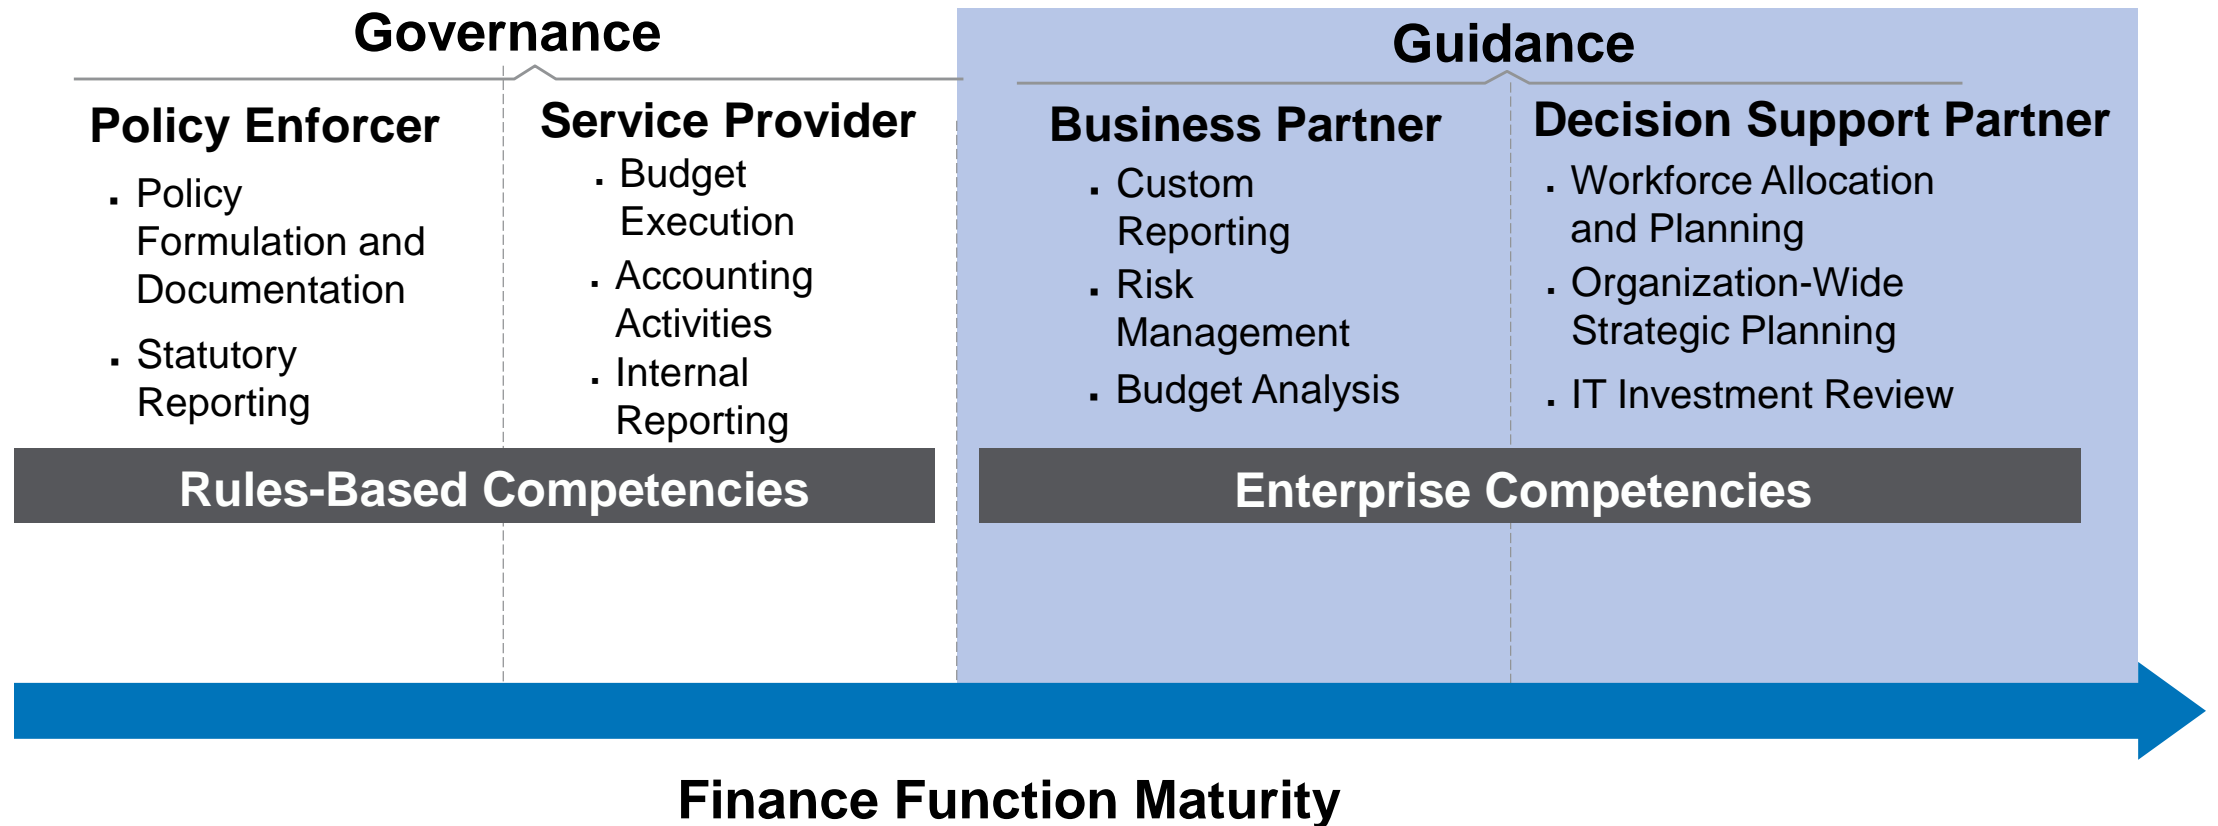 Governance
Policy Enforcer
▪ Policy
Formulation and
Documentation
▪ Statutory
Reporting
Service Provider
▪ Budget
Execution
▪ Accounting
Activities
▪ Internal
Reporting
Rules-Based Competencies
Guidance
Business Partner
▪ Custom
Reporting
▪ Risk
Management
▪ Budget Analysis
Decision Support Partner
▪ Workforce Allocation
and Planning
▪ Organization-Wide
Strategic Planning
▪ IT Investment Review
Enterprise Competencies
Finance Function Maturity